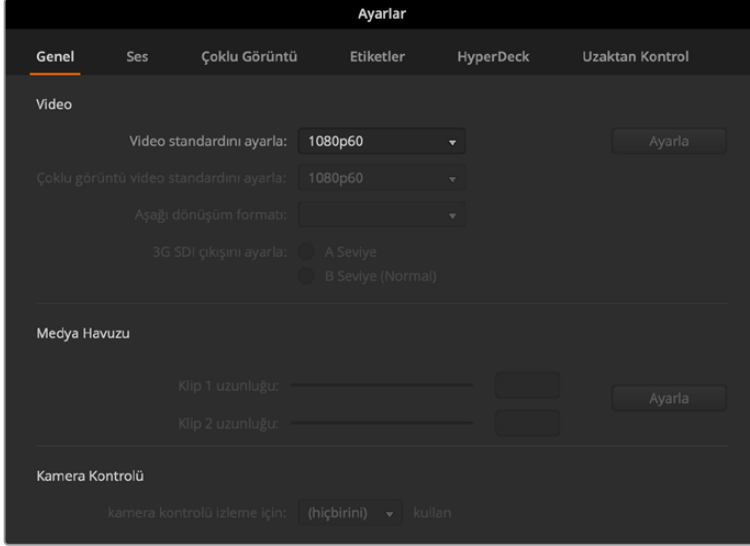 Ayarlar
Genel Ses Çoklu Görüntü Etiketler HyperDeck Uzaktan Kontrol
Video
Video standardını ayarla: 1080p60 Ayarla
Çoklu görüntü video standardını ayarla: 1080p60
Aşağı dönüşüm formatı:
3G SDI çıkışını ayarla: A Seviye
B Seviye (Normal)
Medya Havuzu
Klip 1 uzunluğu:
Ayarla
Klip 2 uzunluğu:
Kamera Kontrolü
kamera kontrolü izleme için: (hiçbirini) kullan